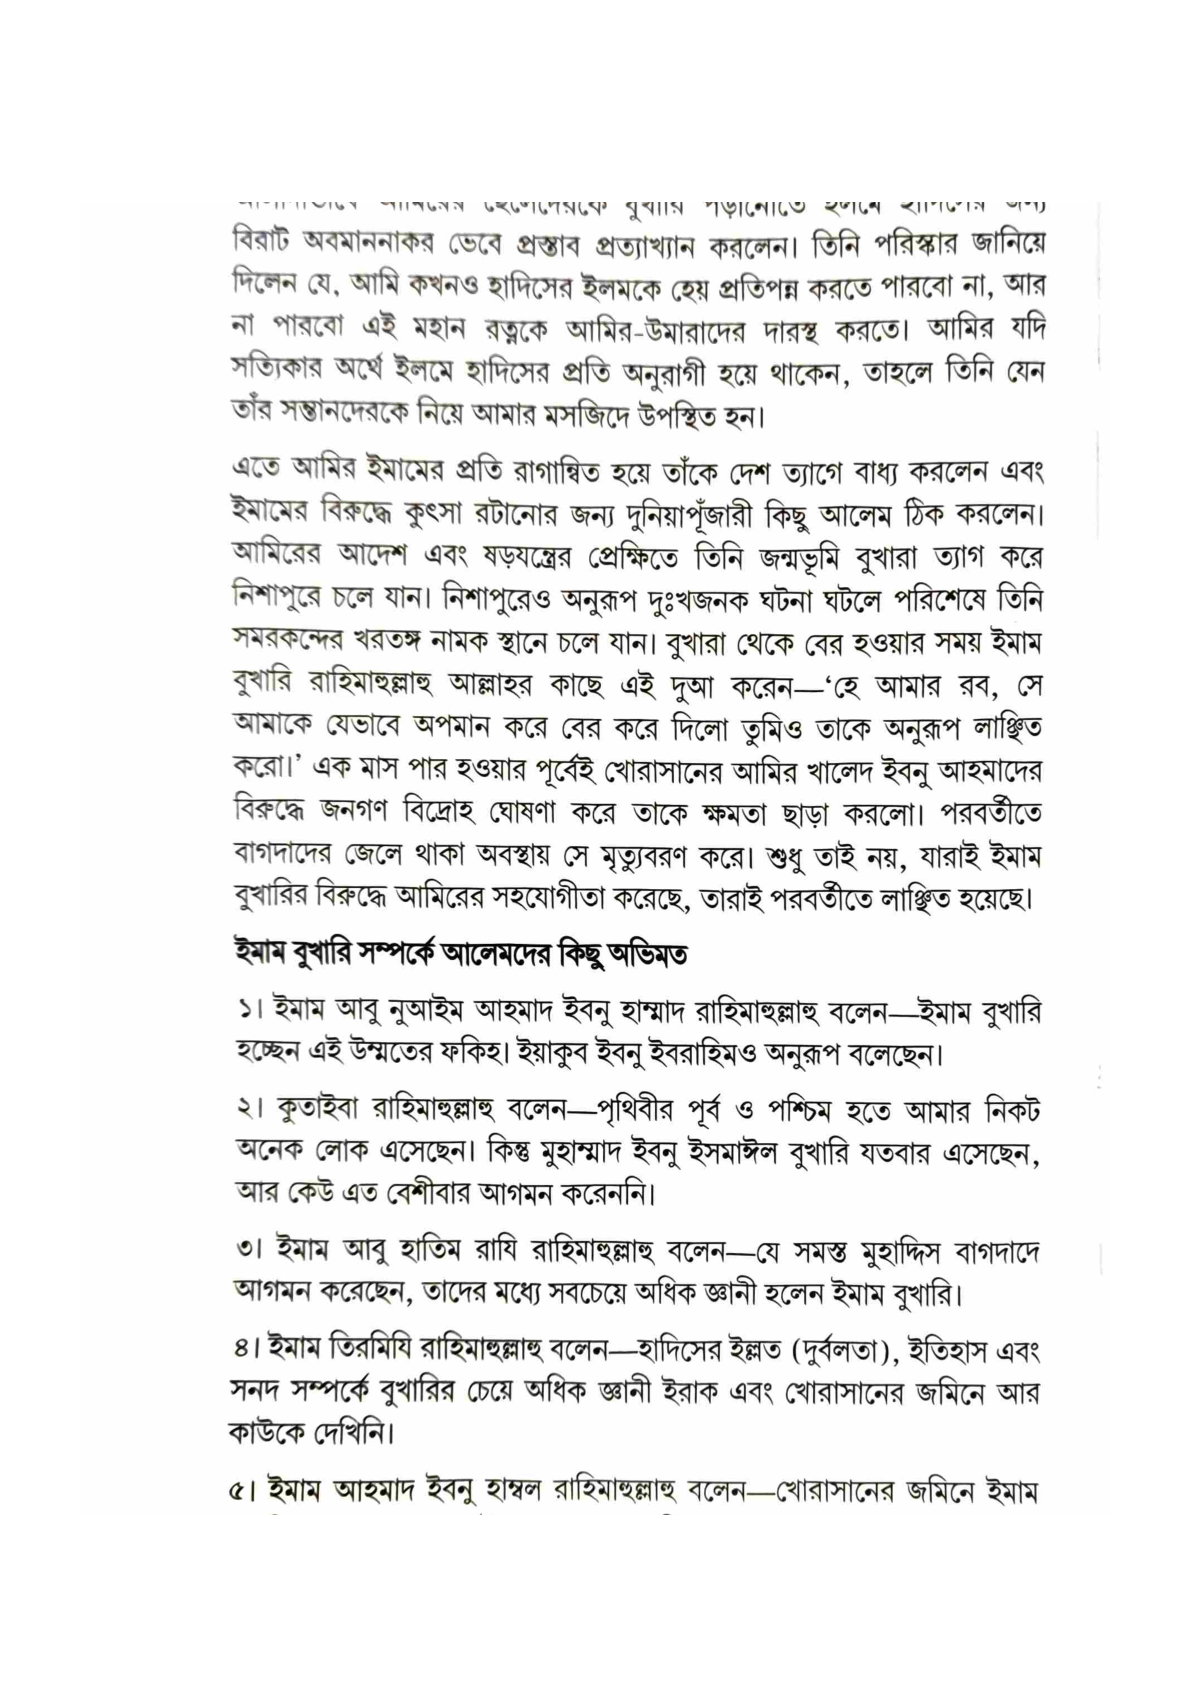 আমিরের ছেলেদেরকে বুখারি পড়ানোতে ইলমে হাদিসের জন্য
বিরাট অবমাননাকর ভেবে প্রস্তাব প্রত্যাখ্যান করলেন। তিনি পরিস্কার জানিয়ে
দিলেন যে, আমি কখনও হাদিসের ইলমকে হেয় প্রতিপন্ন করতে পারবো না, আর
না পারবো এই মহান রত্নকে আমির-উমারাদের দারস্থ করতে। আমির যদি
সত্যিকার অর্থে ইলমে হাদিসের প্রতি অনুরাগী হয়ে থাকেন, তাহলে তিনি যেন
তাঁর সন্তানদেরকে নিয়ে আমার মসজিদে উপস্থিত হন।
এতে আমির ইমামের প্রতি রাগান্বিত হয়ে তাঁকে দেশ ত্যাগে বাধ্য করলেন এবং
ইমামের বিরুদ্ধে কুৎসা রটানোর জন্য দুনিয়াপূঁজারী কিছু আলেম ঠিক করলেন।
আমিরের আদেশ এবং ষড়যন্ত্রের প্রেক্ষিতে তিনি জন্মভূমি বুখারা ত্যাগ করে
নিশাপুরে চলে যান। নিশাপুরেও অনুরূপ দুঃখজনক ঘটনা ঘটলে পরিশেষে তিনি
সমরকন্দের খরতঙ্গ নামক স্থানে চলে যান। বুখারা থেকে বের হওয়ার সময় ইমাম
বুখারি রাহিমাহুল্লাহু আল্লাহর কাছে এই দুআ করেন—‘হে আমার রব, সে
আমাকে যেভাবে অপমান করে বের করে দিলো তুমিও তাকে অনুরূপ লাঞ্ছিত
করো।’ এক মাস পার হওয়ার পূর্বেই খোরাসানের আমির খালেদ ইবনু আহমাদের
বিরুদ্ধে জনগণ বিদ্রোহ ঘোষণা করে তাকে ক্ষমতা ছাড়া করলো। পরবর্তীতে
বাগদাদের জেলে থাকা অবস্থায় সে মৃত্যুবরণ করে। শুধু তাই নয়, যারাই ইমাম
বুখারির বিরুদ্ধে আমিরের সহযোগীতা করেছে, তারাই পরবর্তীতে লাঞ্ছিত হয়েছে।
ইমাম বুখারি সম্পর্কে আলেমদের কিছু অভিমত
১। ইমাম আবু নুআইম আহমাদ ইবনু হাম্মাদ রাহিমাহুল্লাহু বলেন—ইমাম বুখারি
হচ্ছেন এই উম্মতের ফকিহ। ইয়াকুব ইবনু ইবরাহিমও অনুরূপ বলেছেন।
২। কুতাইবা রাহিমাহুল্লাহু বলেন—পৃথিবীর পূর্ব ও পশ্চিম হতে আমার নিকট
অনেক লোক এসেছেন। কিন্তু মুহাম্মাদ ইবনু ইসমাঈল বুখারি যতবার এসেছেন,
আর কেউ এত বেশীবার আগমন করেননি।
৩। ইমাম আবু হাতিম রাযি রাহিমাহুল্লাহু বলেন—যে সমস্ত মুহাদ্দিস বাগদাদে
আগমন করেছেন, তাদের মধ্যে সবচেয়ে অধিক জ্ঞানী হলেন ইমাম বুখারি।
৪। ইমাম তিরমিযি রাহিমাহুল্লাহু বলেন—হাদিসের ইল্লত (দুর্বলতা), ইতিহাস এবং
সনদ সম্পর্কে বুখারির চেয়ে অধিক জ্ঞানী ইরাক এবং খোরাসানের জমিনে আর
কাউকে দেখিনি।
৫। ইমাম আহমাদ ইবনু হাম্বল রাহিমাহুল্লাহু বলেন—খোরাসানের জমিনে ইমাম